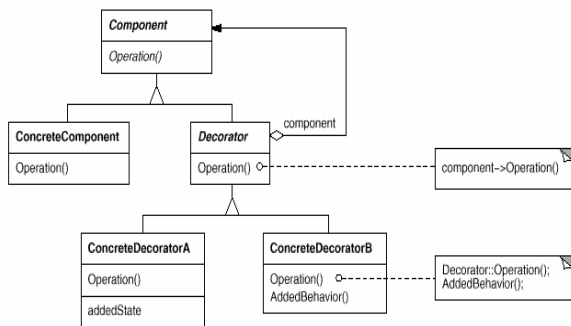 Component
Operation()
component
ConcreteComponent
Operation()
Decorator
Operation()
component->Operation()
ConcreteDecoratorA
Operation()
addedState
ConcreteDecoratorB
Operation()
AddedBehavior()
Decorator::Operation();
AddedBehavior();